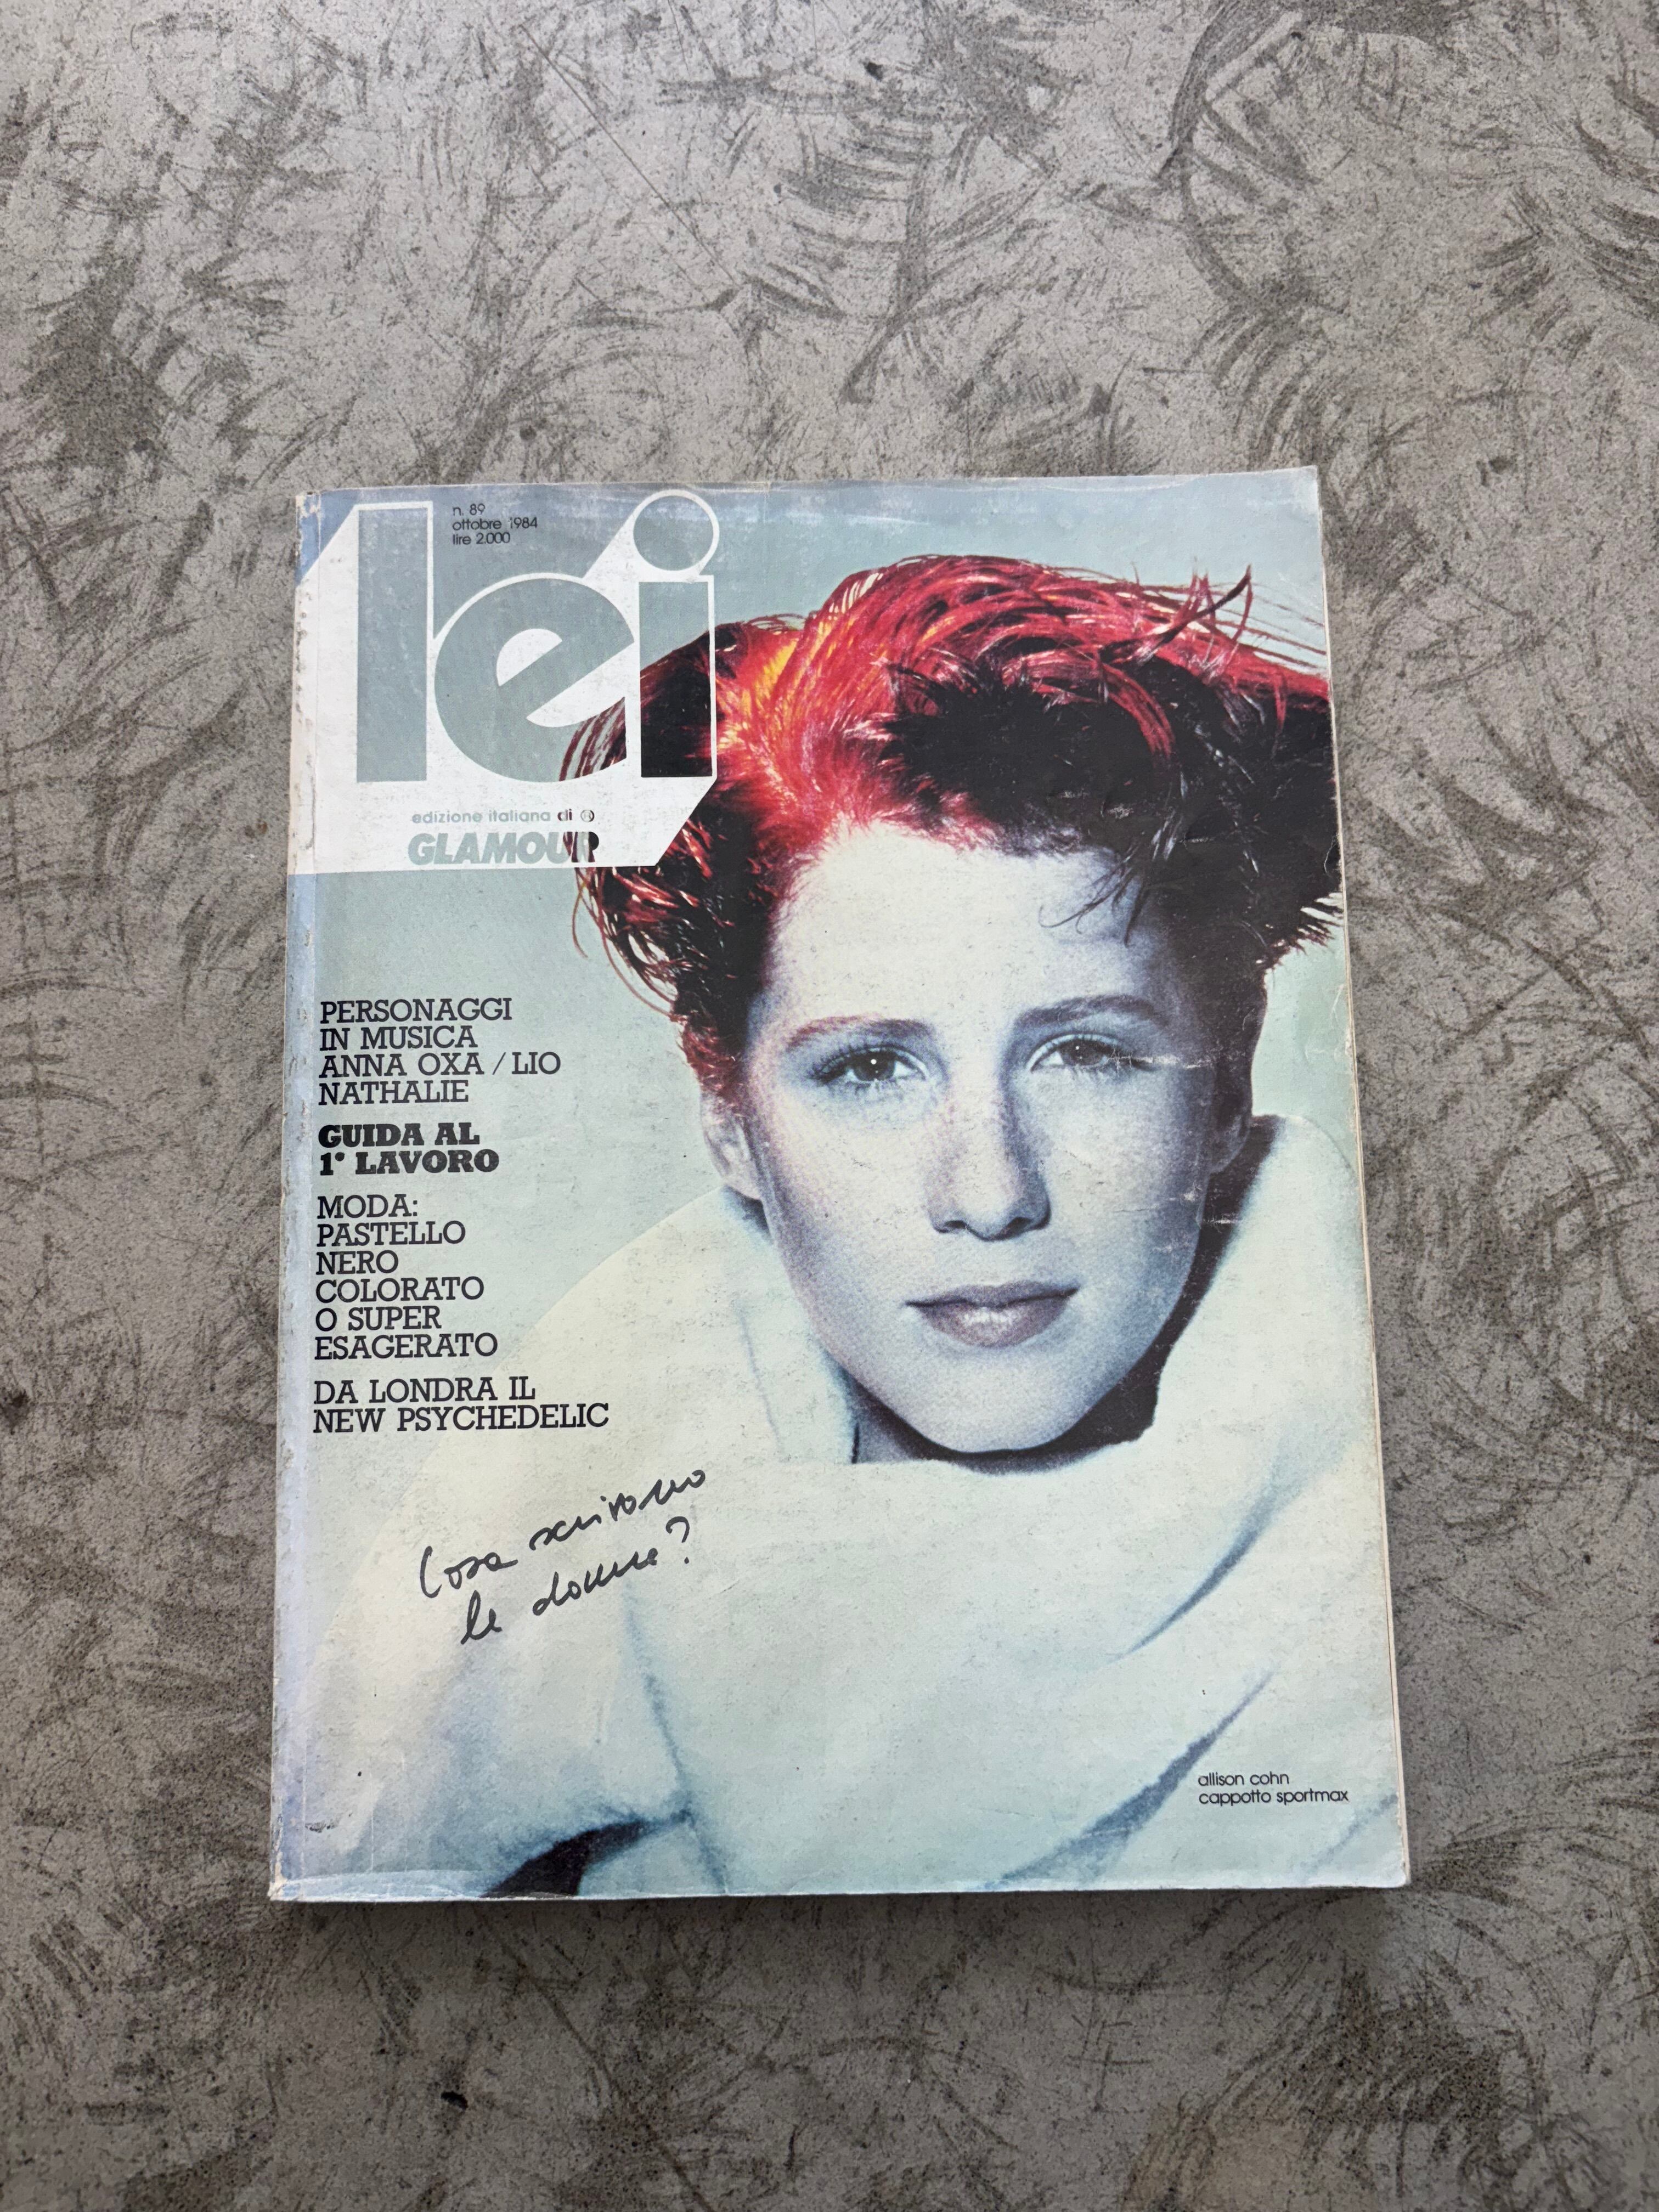 n. 89
ottobre 1984
lire 2.000
lei
edizione italiana di
GLAMOUR
PERSONAGGI
IN MUSICA
ANNA OXA / LIO
NATHALIE
GUIDA AL
1° LAVORO
MODA:
PASTELLO
NERO
COLORATO
O SUPER
ESAGERATO
DA LONDRA IL
NEW PSYCHEDELIC
Cosa scrivono
le donne?
allison cohn
cappotto sportmax